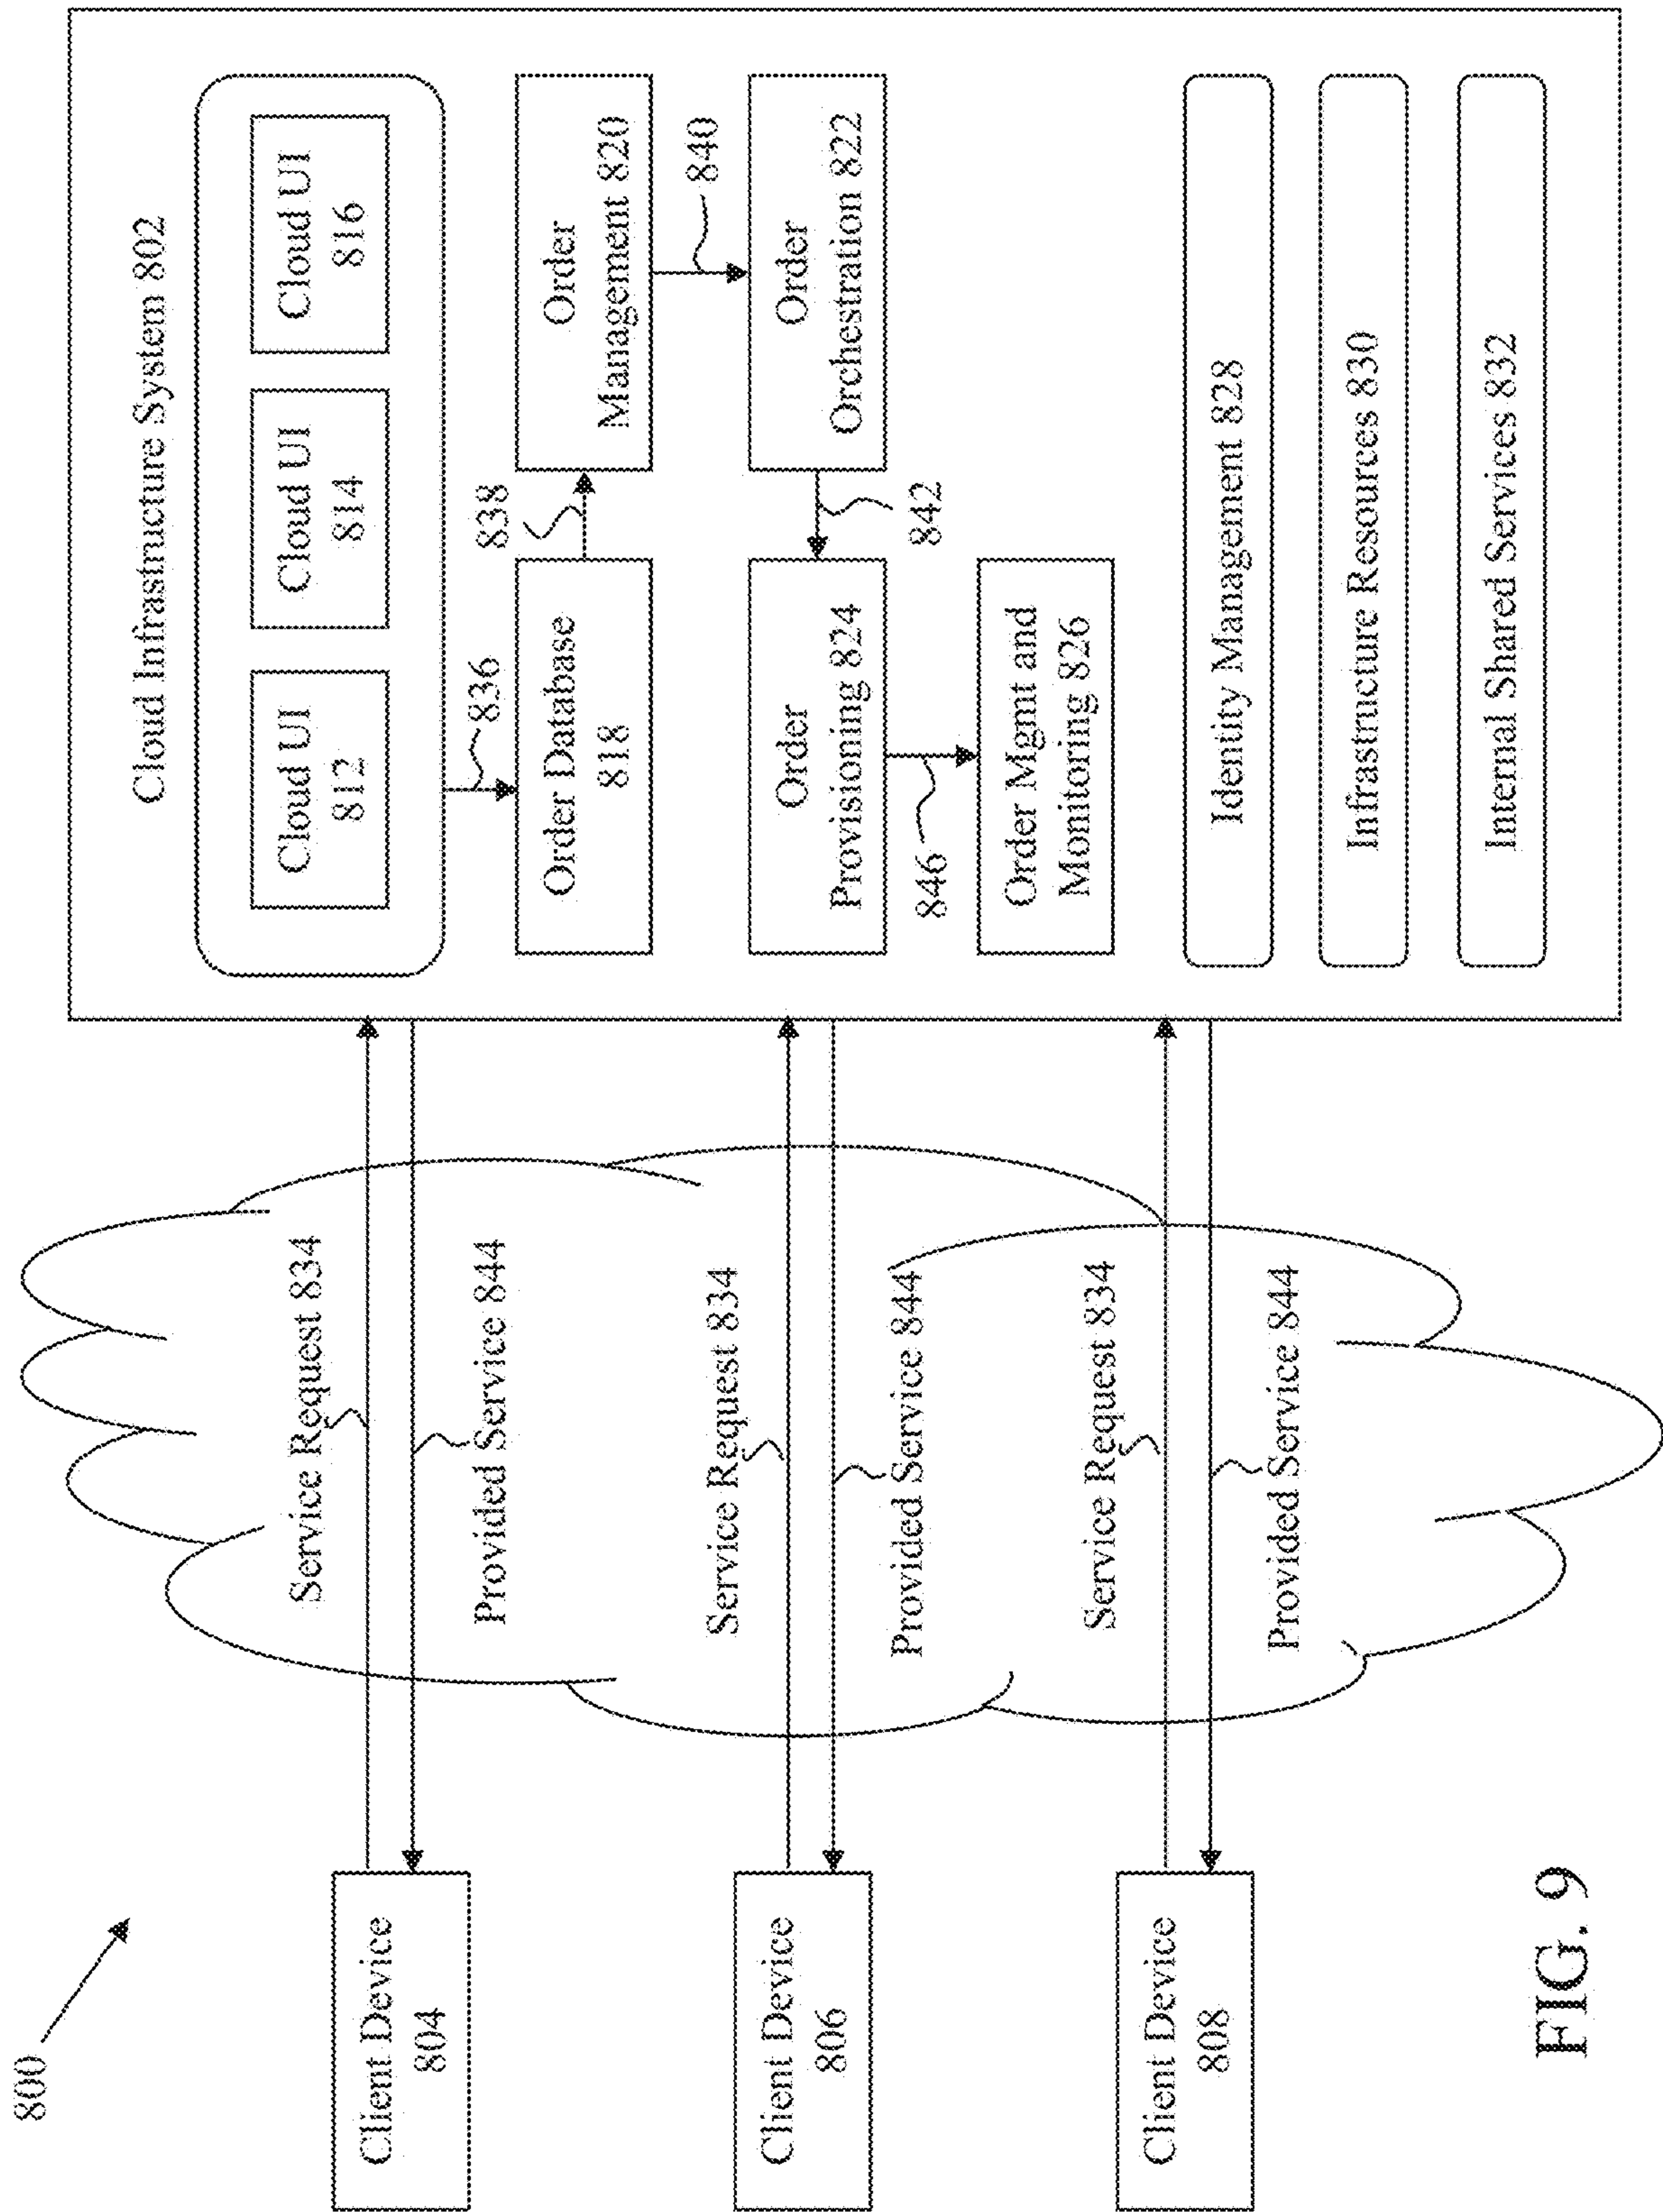 800
Client Device
804
Client Device
806
Client Device
808
Service Request 834
Provided Service 844
Service Request 834
Provided Service 844
Service Request 834
Provided Service 844
Cloud Infrastructure System 802
Cloud UI
812
Cloud UI
814
Cloud UI
816
836
Order Database
818
838
Order
Management 820
840
Order
Provisioning 824
842
Order
Orchestration 822
846
Order Mgmt and
Monitoring 826
Identity Management 828
Infrastructure Resources 830
Internal Shared Services 832
FIG. 9